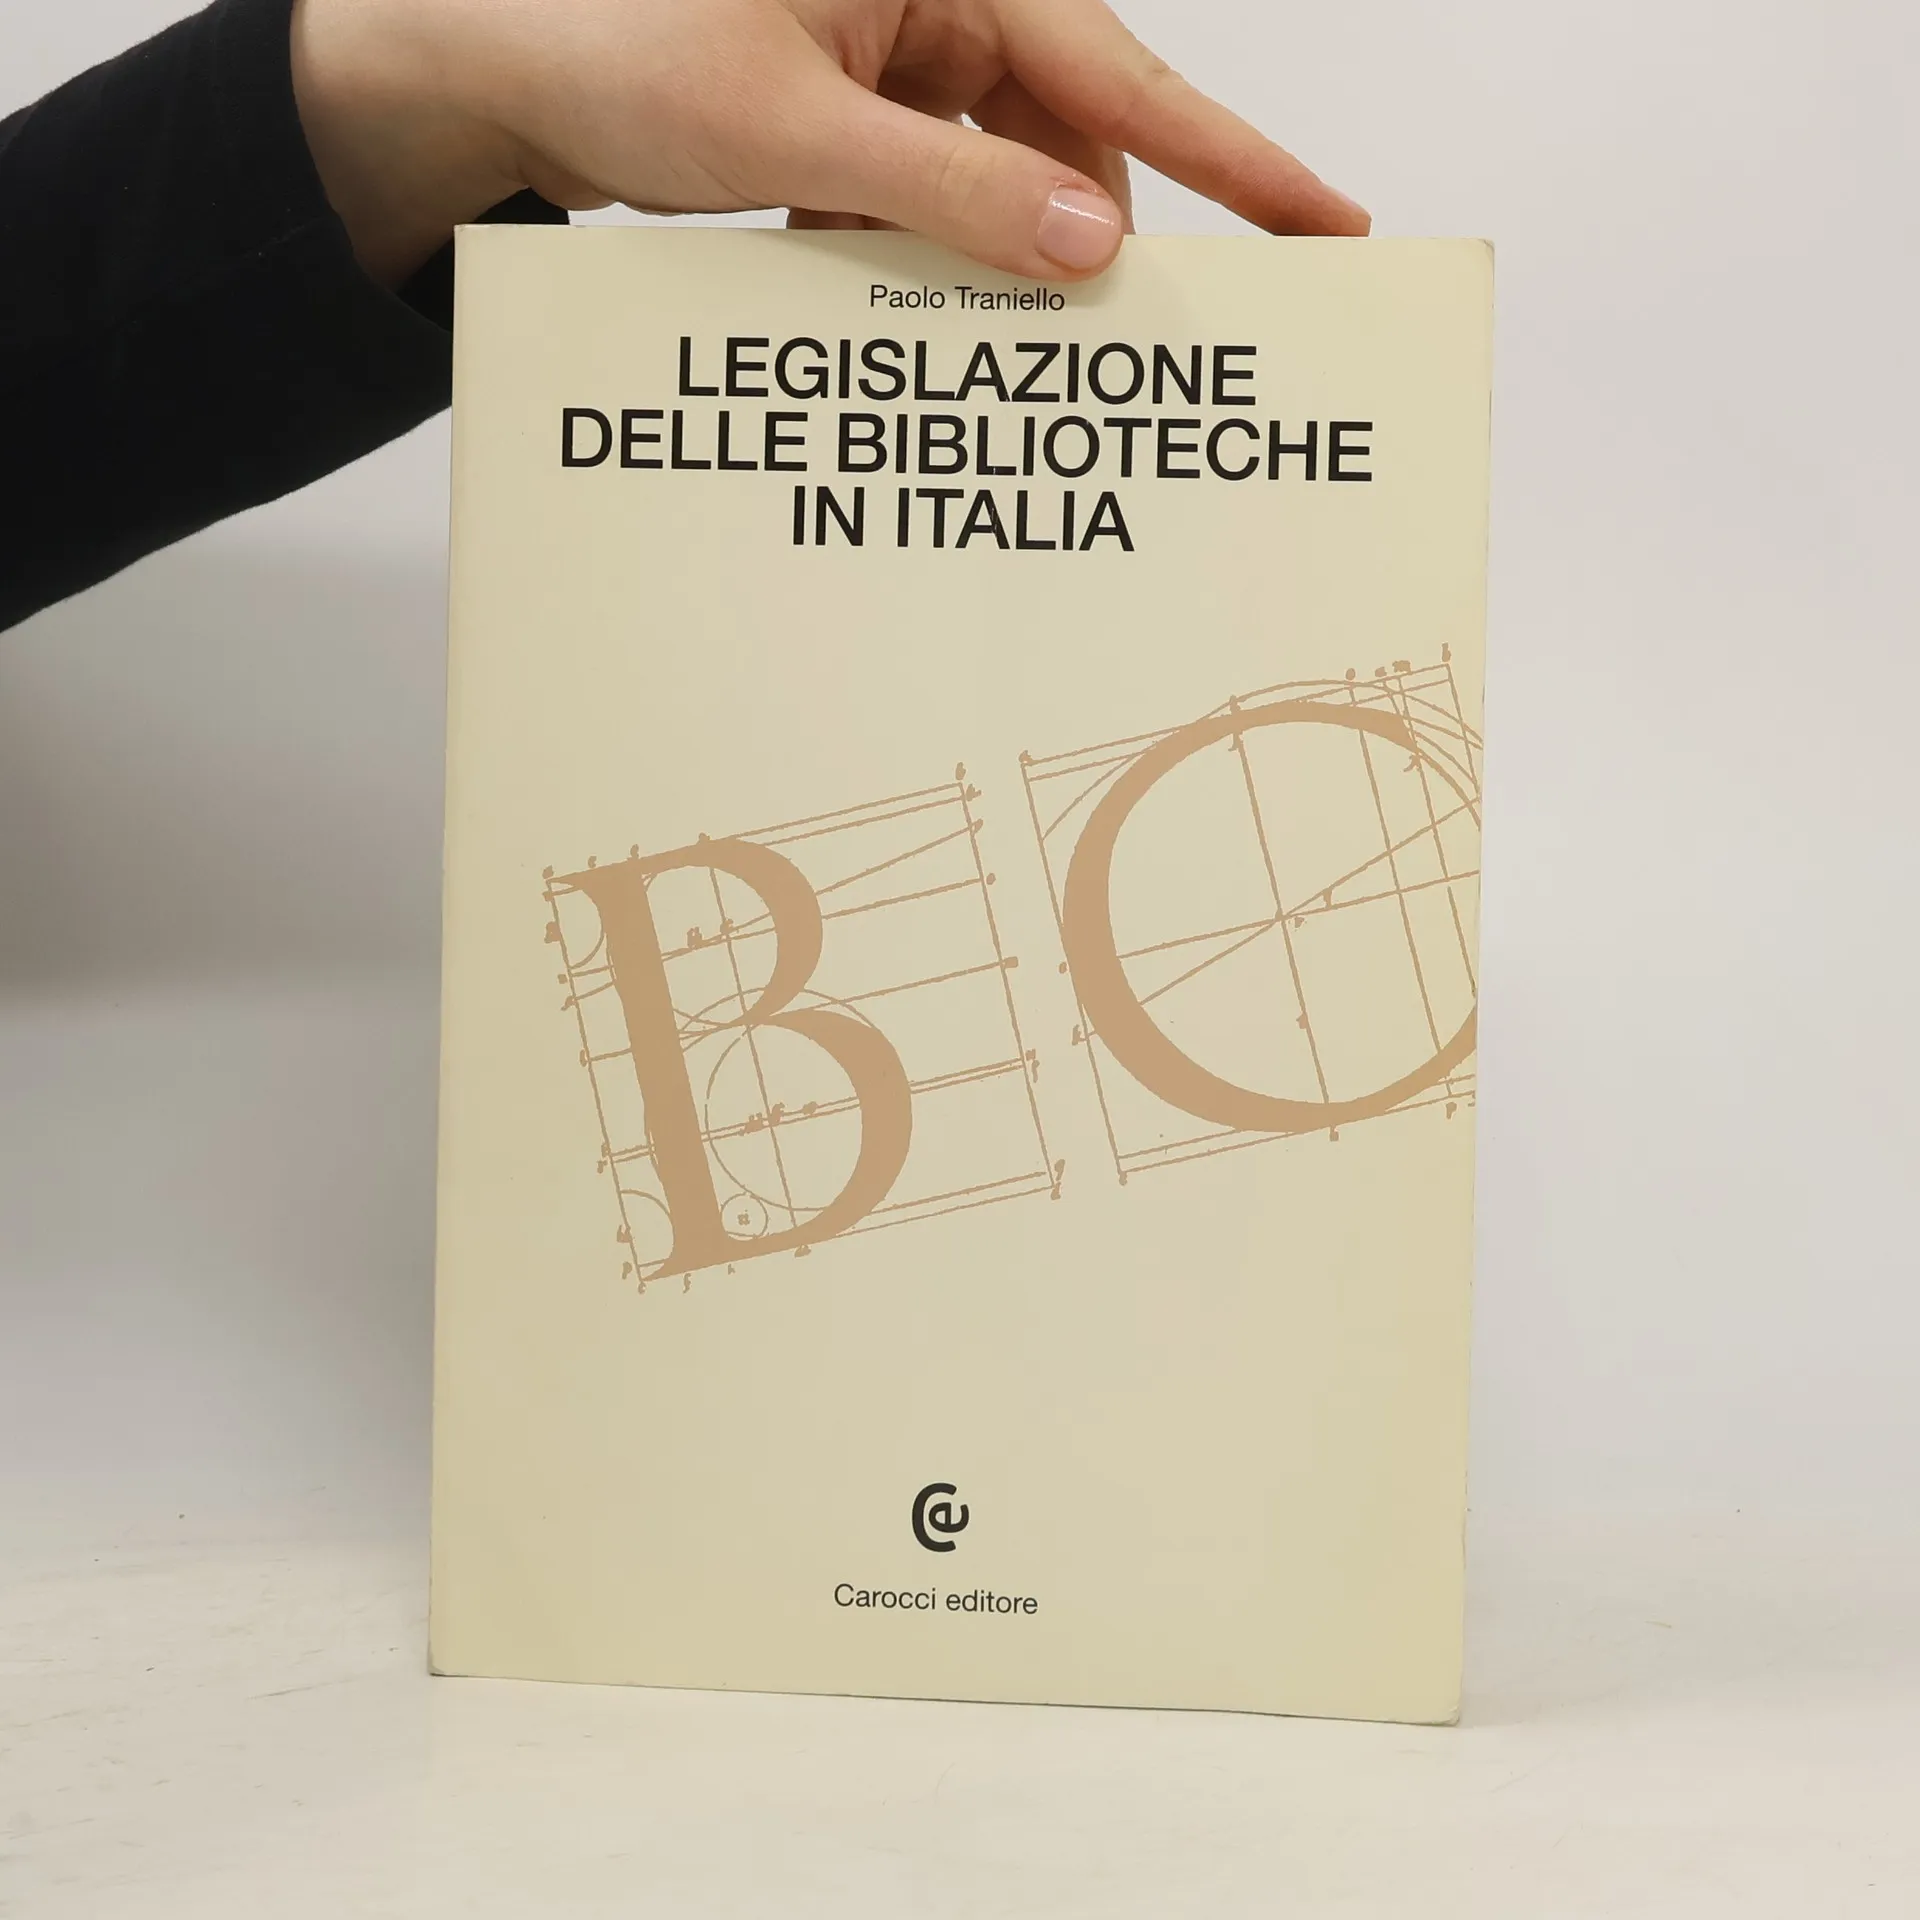 Paolo Traniello
LEGISLAZIONE
DELLE BIBLIOTECHE
IN ITALIA
B C
Carocci editore